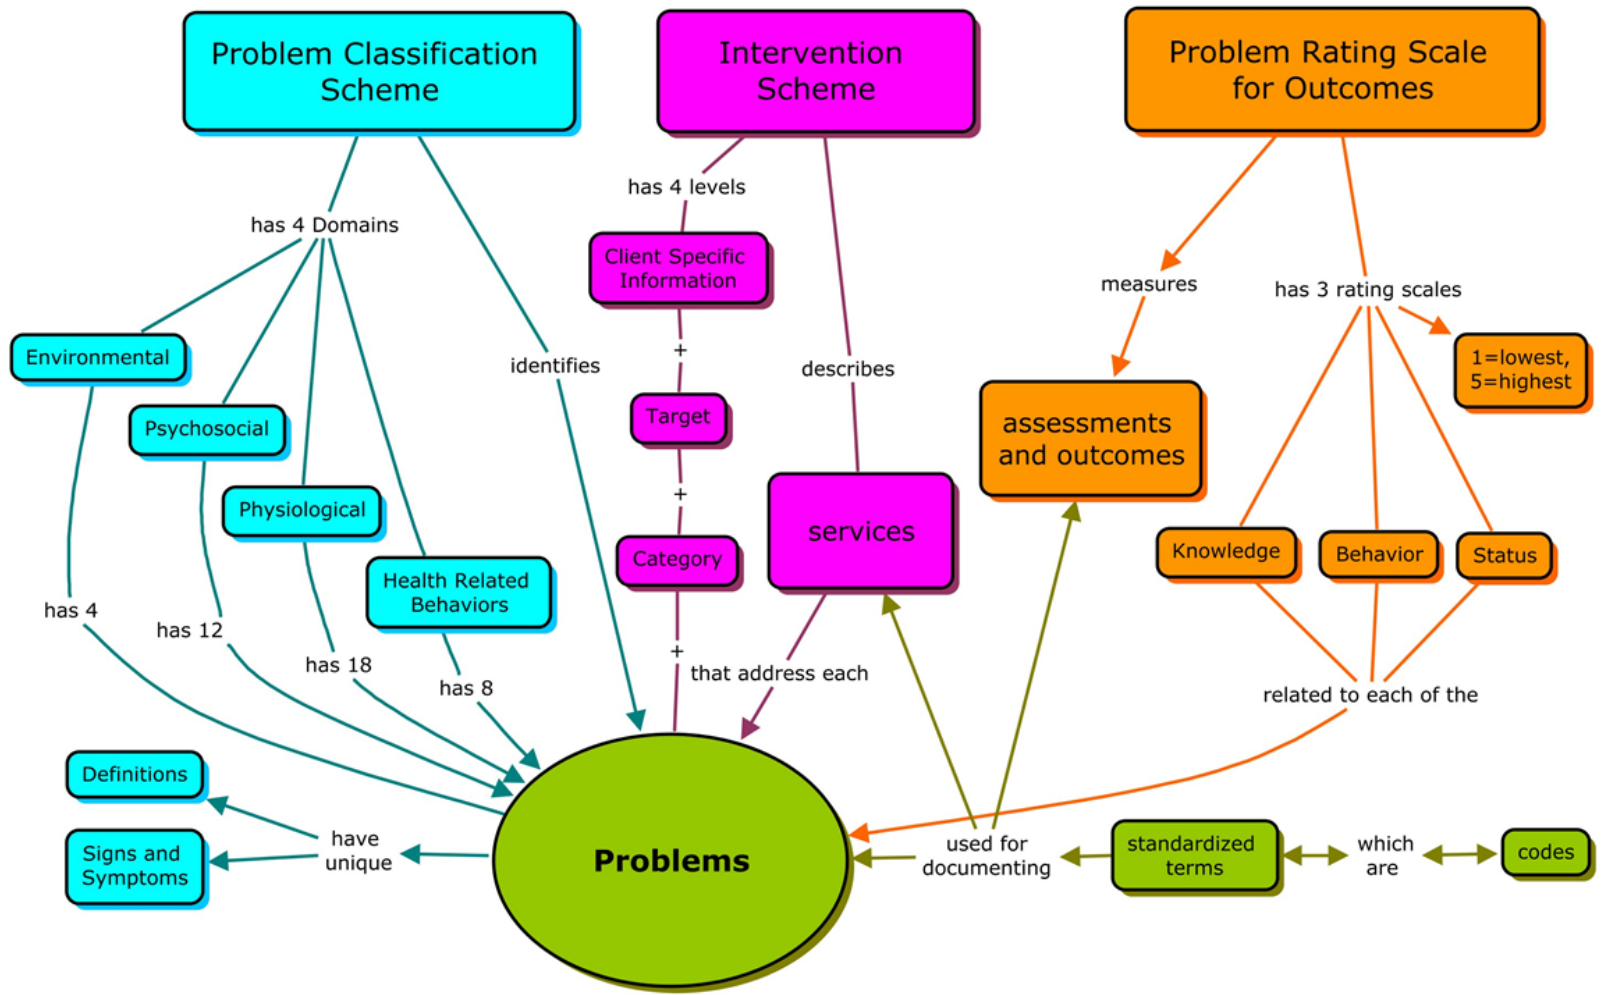 Problem Classification
Scheme
Intervention
Scheme
Problem Rating Scale
for Outcomes
has 4 levels
has 4 Domains
Client Specific
Information
measures
has 3 rating scales
+
Environmental
identifies
describes
1=lowest,
5=highest
Target
Psychosocial
assessments
and outcomes
+
Physiological
services
Category
Knowledge
Behavior
Status
Health Related
Behaviors
has 4
has 12
+
has 18
that address each
has 8
related to each of the
Definitions
have
unique
Signs and
Symptoms
Problems
used for
documenting
standardized
terms
which
are
codes